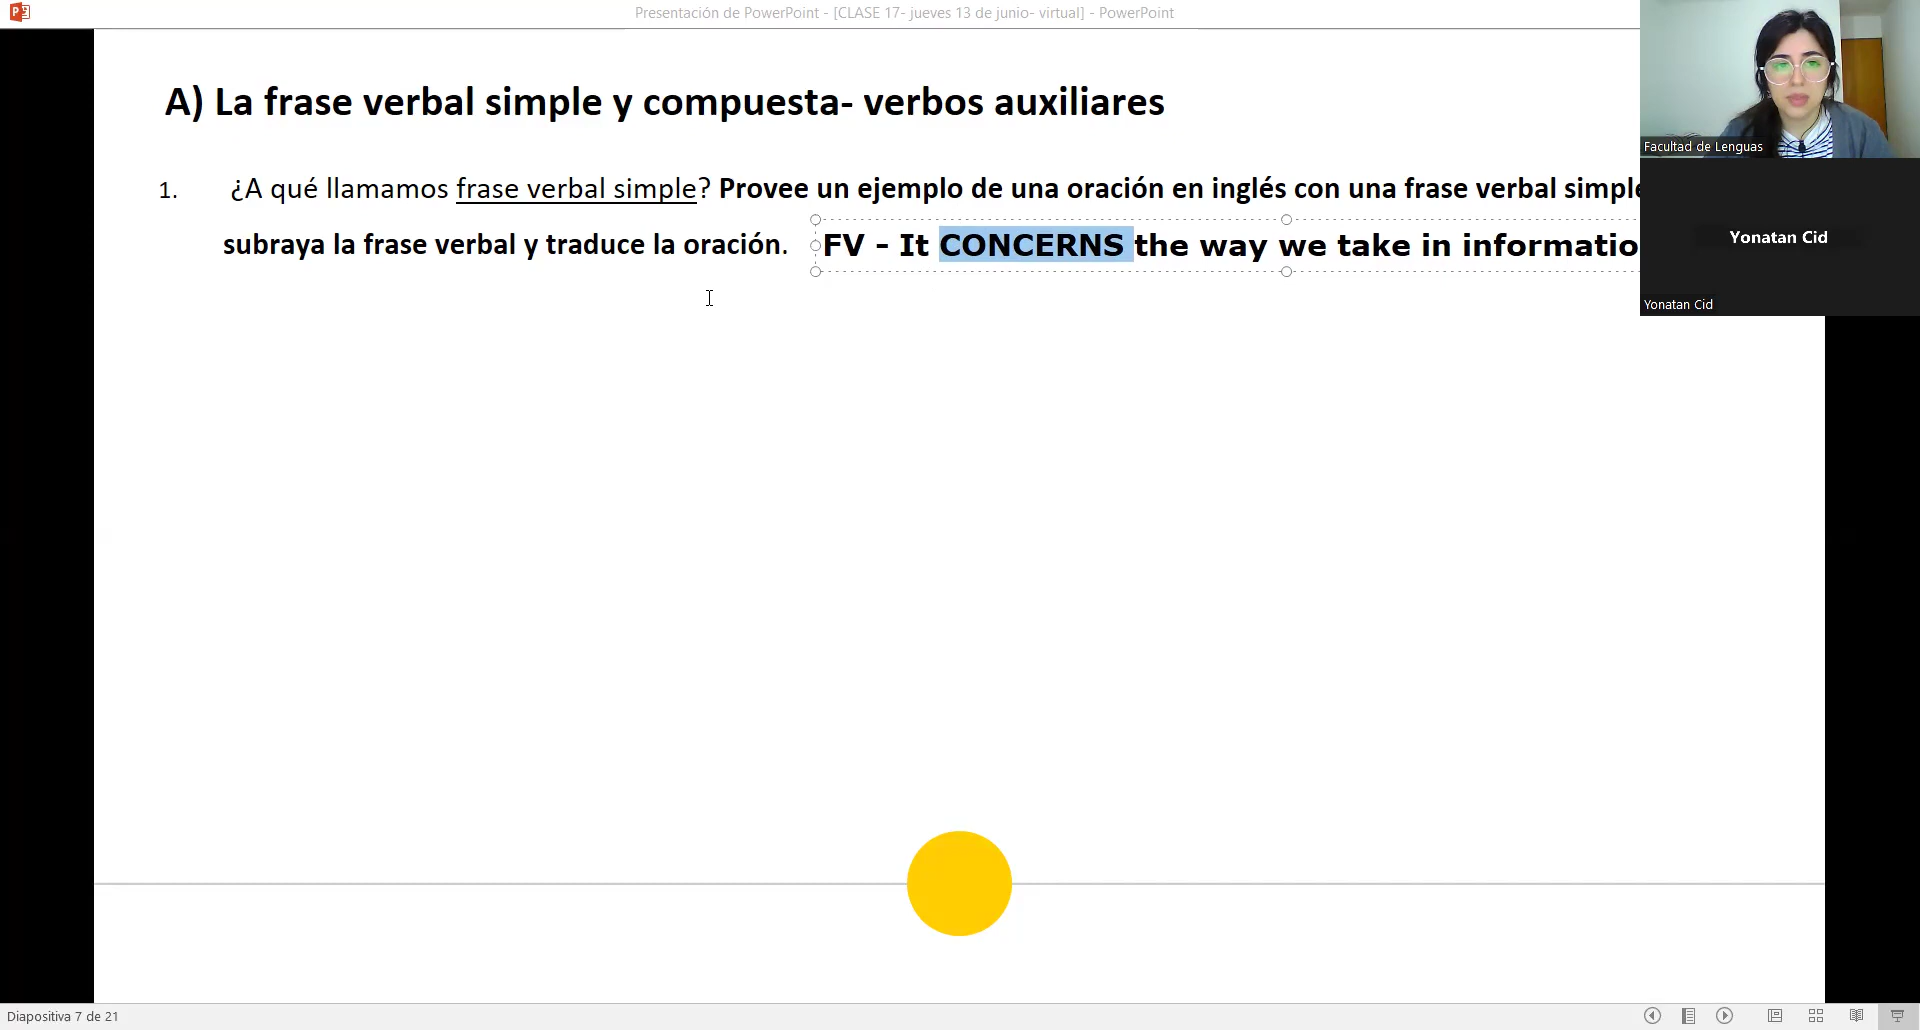 Presentación de PowerPoint - [CLASE 17- jueves 13 de junio- virtual] - PowerPoint
A) La frase verbal simple y compuesta- verbos auxiliares
Facultad de Lenguas
1. ¿A qué llamamos frase verbal simple? Provee un ejemplo de una oración en inglés con una frase verbal simple
subraya la frase verbal y traduce la oración. FV - It CONCERNS the way we take in informatio
Yonatan Cid
Yonatan Cid
Diapositiva 7 de 21